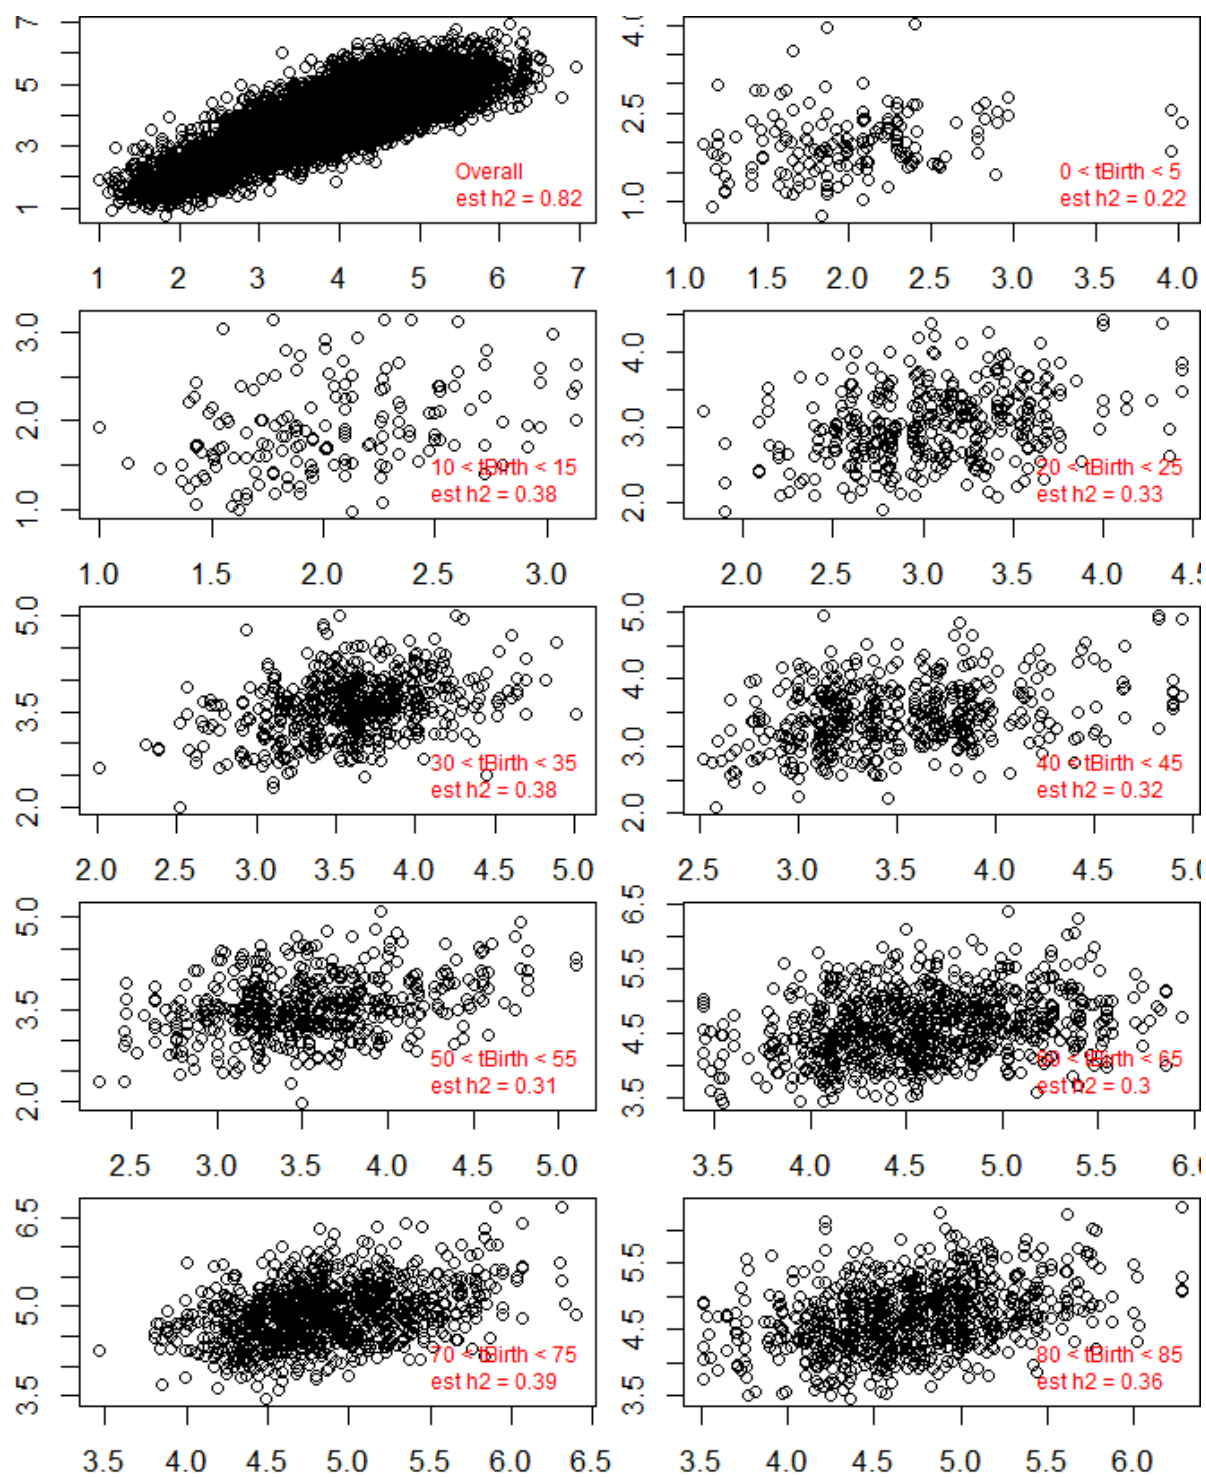 7
5
3
1
Overall
est h2 = 0.82
1 2 3 4 5 6 7
4.0
2.5
1.0
0 < tBirth < 5
est h2 = 0.22
1.0 1.5 2.0 2.5 3.0 3.5 4.0
3.0
2.0
1.0
10 < tBirth < 15
est h2 = 0.38
1.0 1.5 2.0 2.5 3.0
4.0
3.0
2.0
20 < tBirth < 25
est h2 = 0.33
2.0 2.5 3.0 3.5 4.0 4.5
5.0
3.5
2.0
30 < tBirth < 35
est h2 = 0.38
2.0 2.5 3.0 3.5 4.0 4.5 5.0
5.0
4.0
3.0
2.0
40 < tBirth < 45
est h2 = 0.32
2.5 3.0 3.5 4.0 4.5 5.0
5.0
3.5
2.0
50 < tBirth < 55
est h2 = 0.31
2.5 3.0 3.5 4.0 4.5 5.0
6.5
5.5
4.5
3.5
60 < tBirth < 65
est h2 = 0.3
3.5 4.0 4.5 5.0 5.5 6.0
6.5
5.0
3.5
70 < tBirth < 75
est h2 = 0.39
3.5 4.0 4.5 5.0 5.5 6.0 6.5
5.5
4.5
3.5
80 < tBirth < 85
est h2 = 0.36
3.5 4.0 4.5 5.0 5.5 6.0